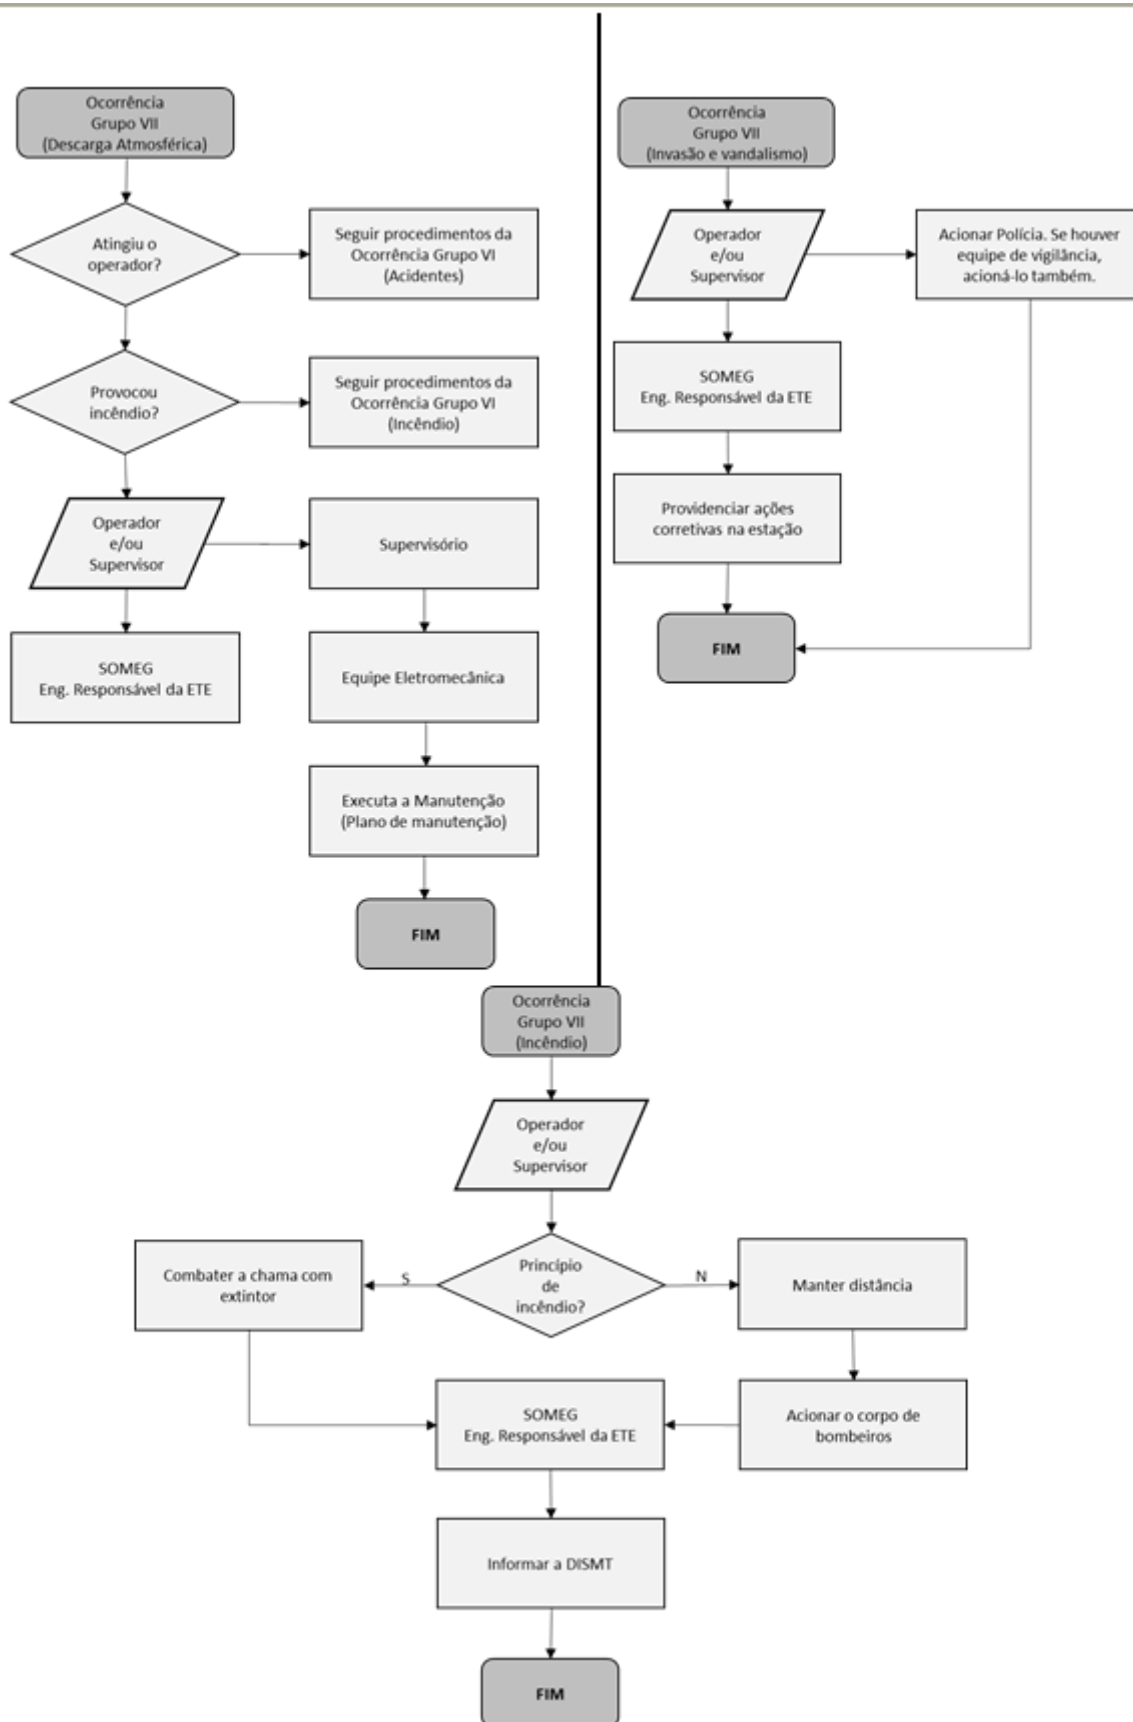 Ocorrência
Grupo VII
(Descarga Atmosférica)
Atingiu o
operador?
Seguir procedimentos da
Ocorrência Grupo VI
(Acidentes)
Provocou
incêndio?
Seguir procedimentos da
Ocorrência Grupo VI
(Incêndio)
Operador
e/ou
Supervisor
Supervisório
SOMEG
Eng. Responsável da ETE
Equipe Eletromecânica
Executa a Manutenção
(Plano de manutenção)
FIM
Ocorrência
Grupo VII
(Invasão e vandalismo)
Operador
e/ou
Supervisor
Acionar Polícia. Se houver
equipe de vigilância,
acioná-lo também.
SOMEG
Eng. Responsável da ETE
Providenciar ações
corretivas na estação
FIM
Ocorrência
Grupo VII
(Incêndio)
Operador
e/ou
Supervisor
Princípio
de
incêndio?
S
N
Combater a chama com
extintor
Manter distância
Acionar o corpo de
bombeiros
SOMEG
Eng. Responsável da ETE
Informar a DISMT
FIM